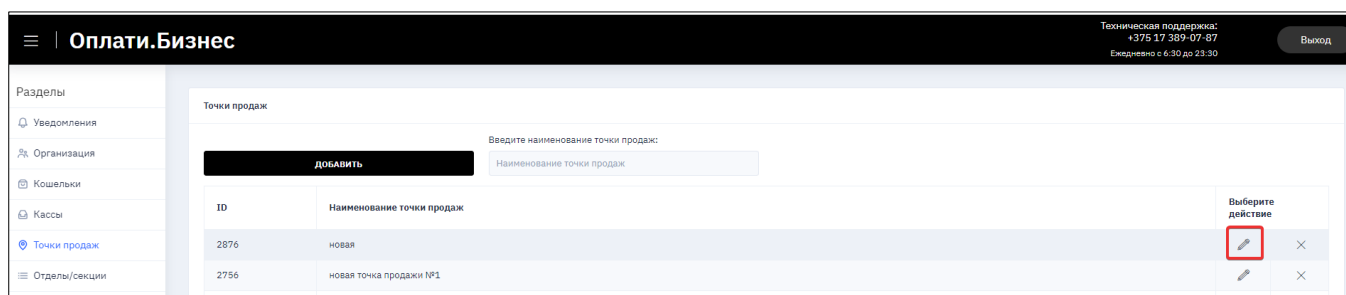 Оплати.Бизнес
Техническая поддержка:
+375 17 389-07-87
Ежедневно с 6:30 до 23:30
Выход
Разделы
Уведомления
Организация
Кошельки
Кассы
Точки продаж
Отделы/секции
Точки продаж
Введите наименование точки продаж:
ДОБАВИТЬ
Наименование точки продаж
ID
Наименование точки продаж
Выберите
действие
2876
новая
2756
новая точка продажи №1